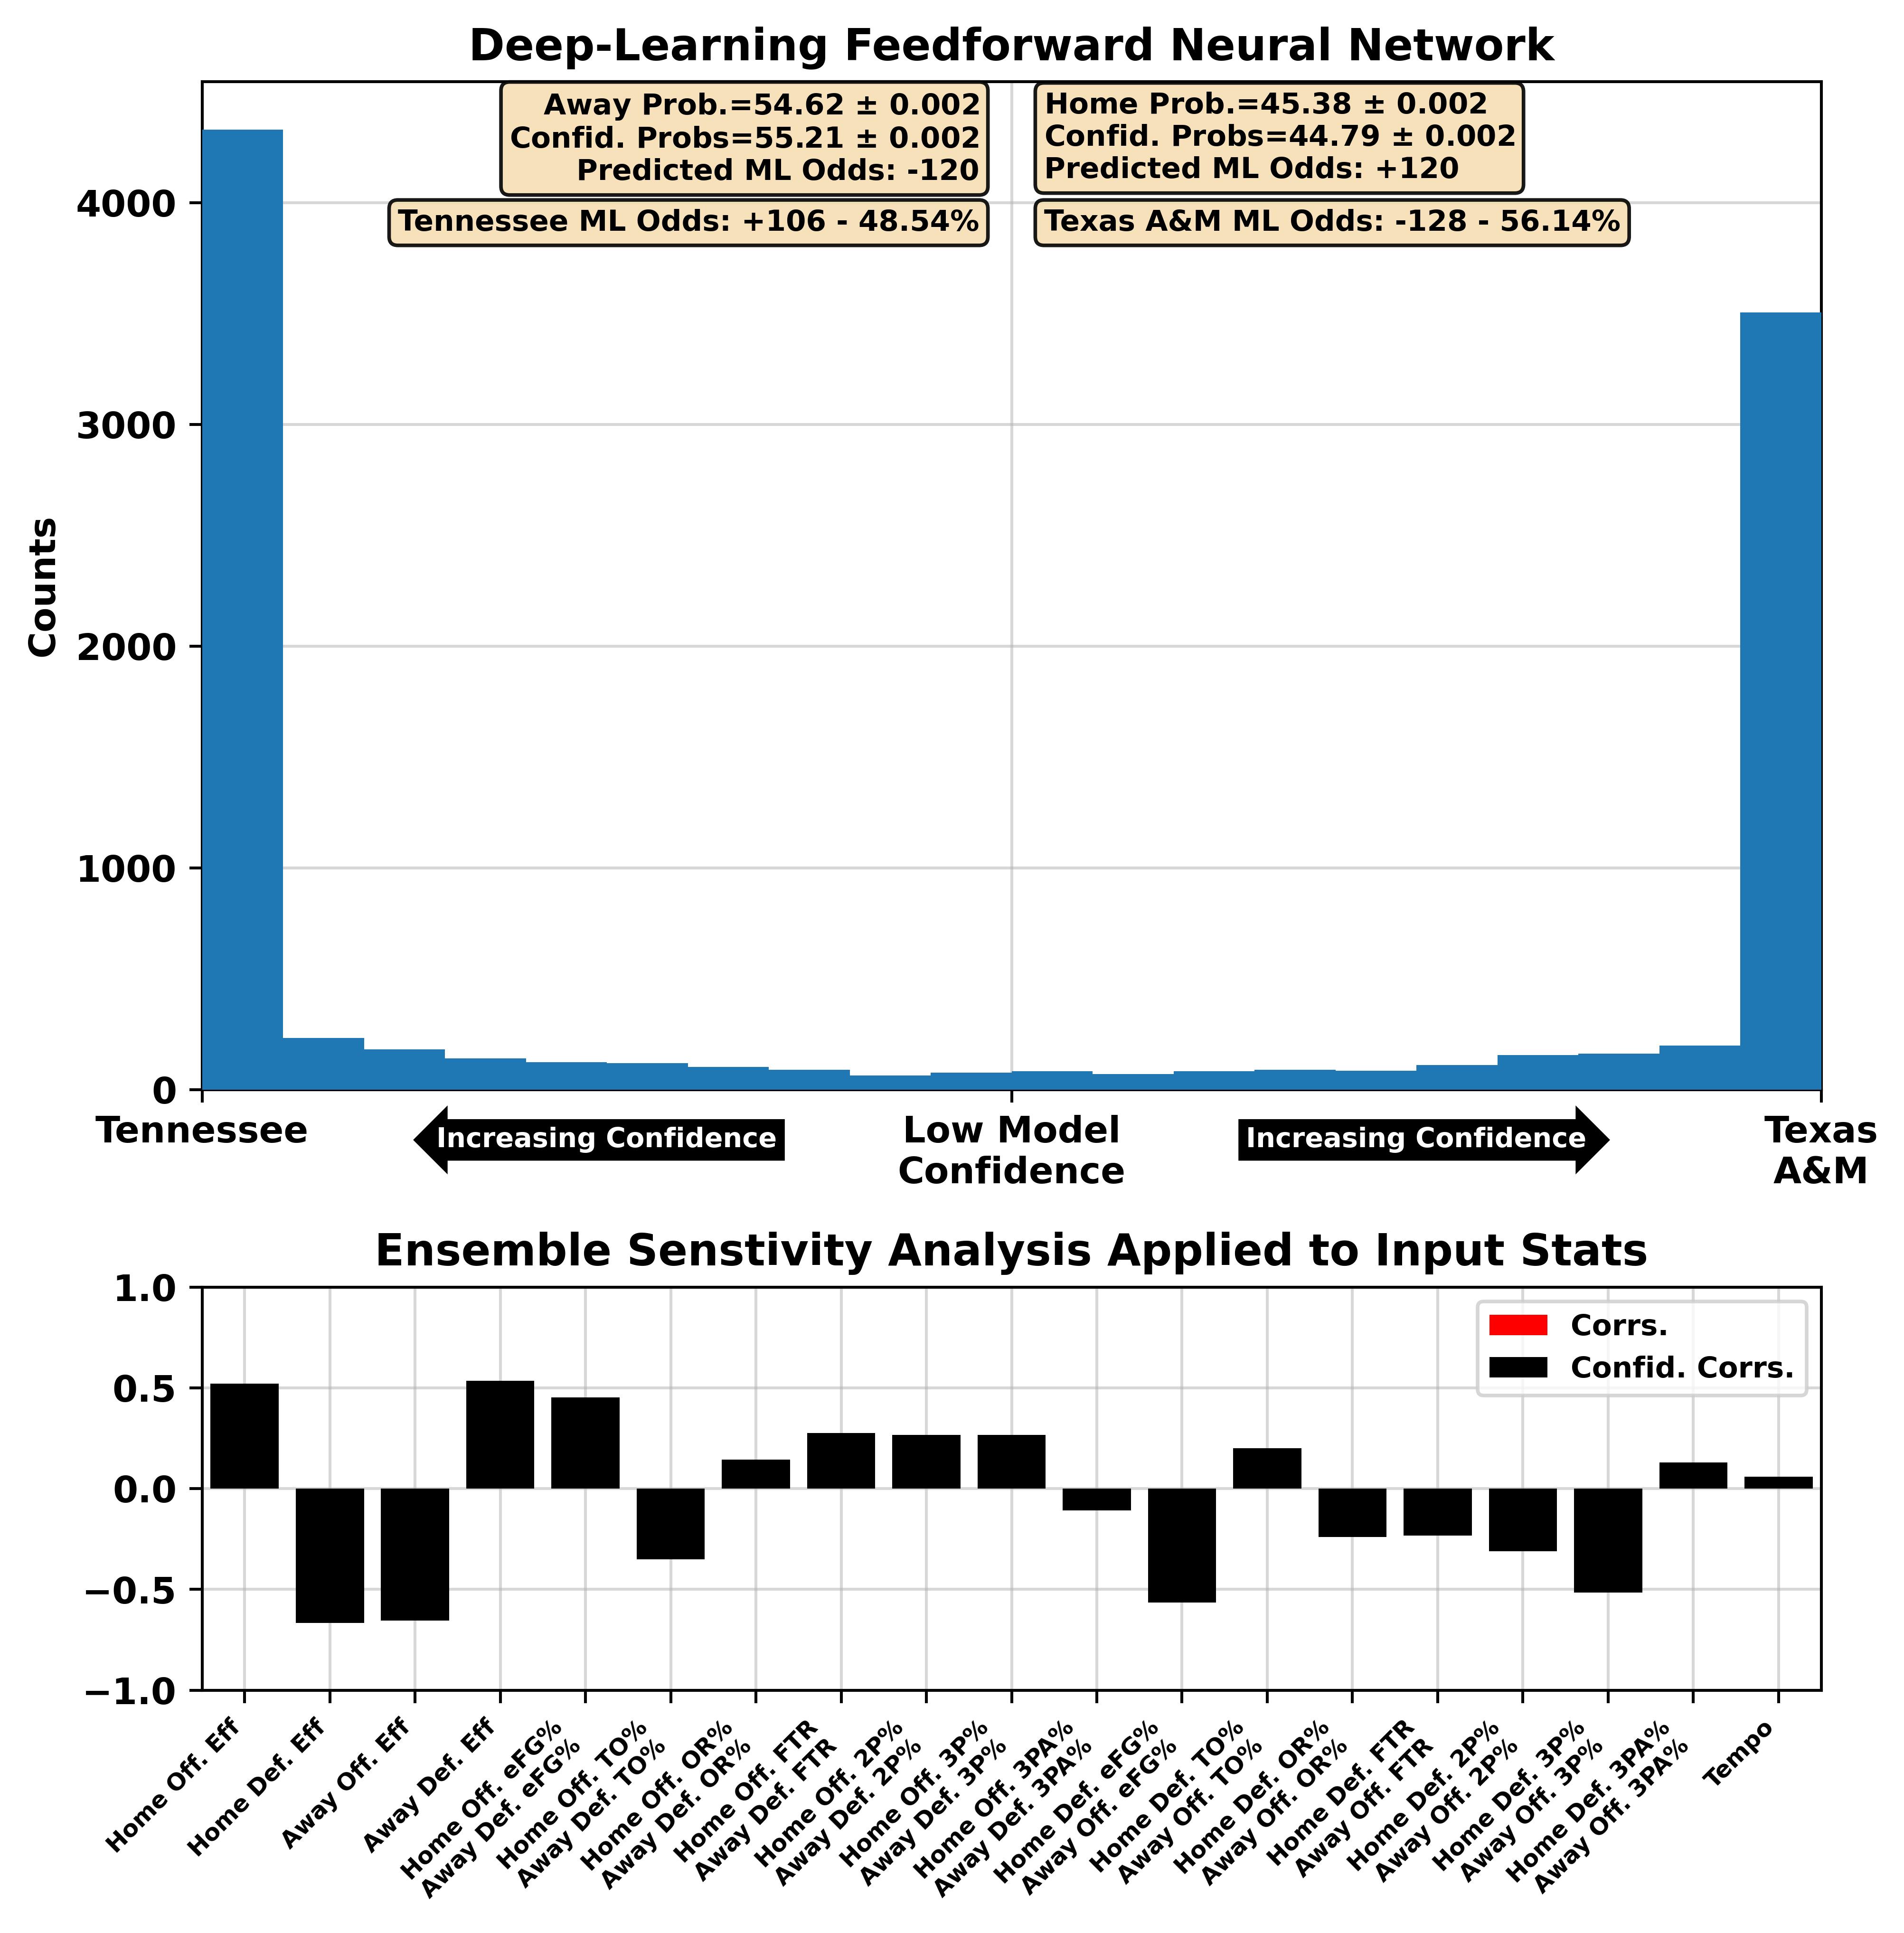 Deep-Learning Feedforward Neural Network
Away Prob.=54.62 ± 0.002
Confid. Probs=55.21 ± 0.002
Predicted ML Odds: -120
Home Prob.=45.38 ± 0.002
Confid. Probs=44.79 ± 0.002
Predicted ML Odds: +120
Tennessee ML Odds: +106 - 48.54%
Texas A&M ML Odds: -128 - 56.14%
4000
3000
2000
1000
0
Counts
Tennessee
Increasing Confidence
Low Model
Confidence
Increasing Confidence
Texas
A&M
Ensemble Senstivity Analysis Applied to Input Stats
1.0
0.5
0.0
−0.5
−1.0
Corrs.
Confid. Corrs.
Home Off. Eff
Home Def. Eff
Away Off. Eff
Away Def. Eff
Home Off. eFG%
Away Def. eFG%
Home Off. TO%
Away Def. TO%
Home Off. OR%
Away Def. OR%
Home Off. FTR
Away Def. FTR
Home Off. 2P%
Away Def. 2P%
Home Off. 3P%
Away Def. 3P%
Home Off. 3PA%
Away Def. 3PA%
Home Def. eFG%
Away Off. eFG%
Home Def. TO%
Away Off. TO%
Home Def. OR%
Away Off. OR%
Home Def. FTR
Away Off. FTR
Home Def. 2P%
Away Off. 2P%
Home Def. 3P%
Away Off. 3P%
Home Def. 3PA%
Away Off. 3PA%
Tempo